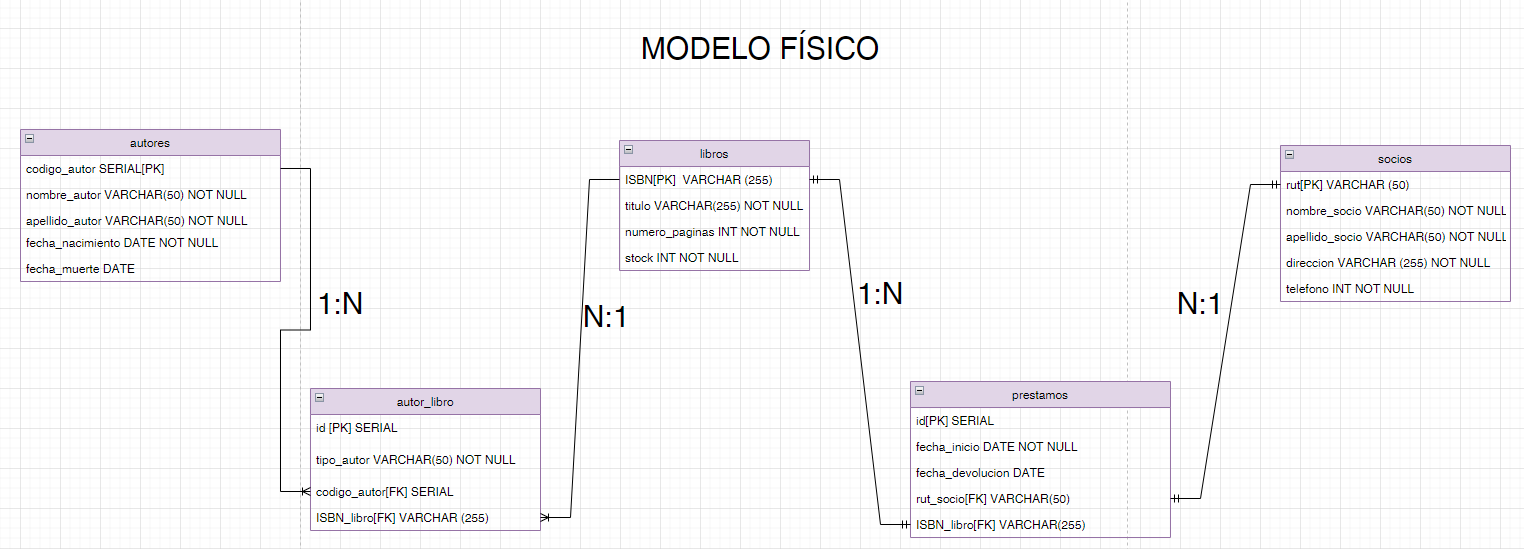 MODELO FÍSICO
autores
codigo_autor SERIAL[PK]
nombre_autor VARCHAR(50) NOT NULL
apellido_autor VARCHAR(50) NOT NULL
fecha_nacimiento DATE NOT NULL
fecha_muerte DATE
libros
ISBN[PK] VARCHAR (255)
titulo VARCHAR(255) NOT NULL
numero_paginas INT NOT NULL
stock INT NOT NULL
socios
rut[PK] VARCHAR (50)
nombre_socio VARCHAR(50) NOT NULL
apellido_socio VARCHAR(50) NOT NULL
direccion VARCHAR (255) NOT NULL
telefono INT NOT NULL
1:N
N:1
1:N
N:1
autor_libro
id [PK] SERIAL
tipo_autor VARCHAR(50) NOT NULL
codigo_autor[FK] SERIAL
ISBN_libro[FK] VARCHAR (255)
prestamos
id[PK] SERIAL
fecha_inicio DATE NOT NULL
fecha_devolucion DATE
rut_socio[FK] VARCHAR(50)
ISBN_libro[FK] VARCHAR(255)